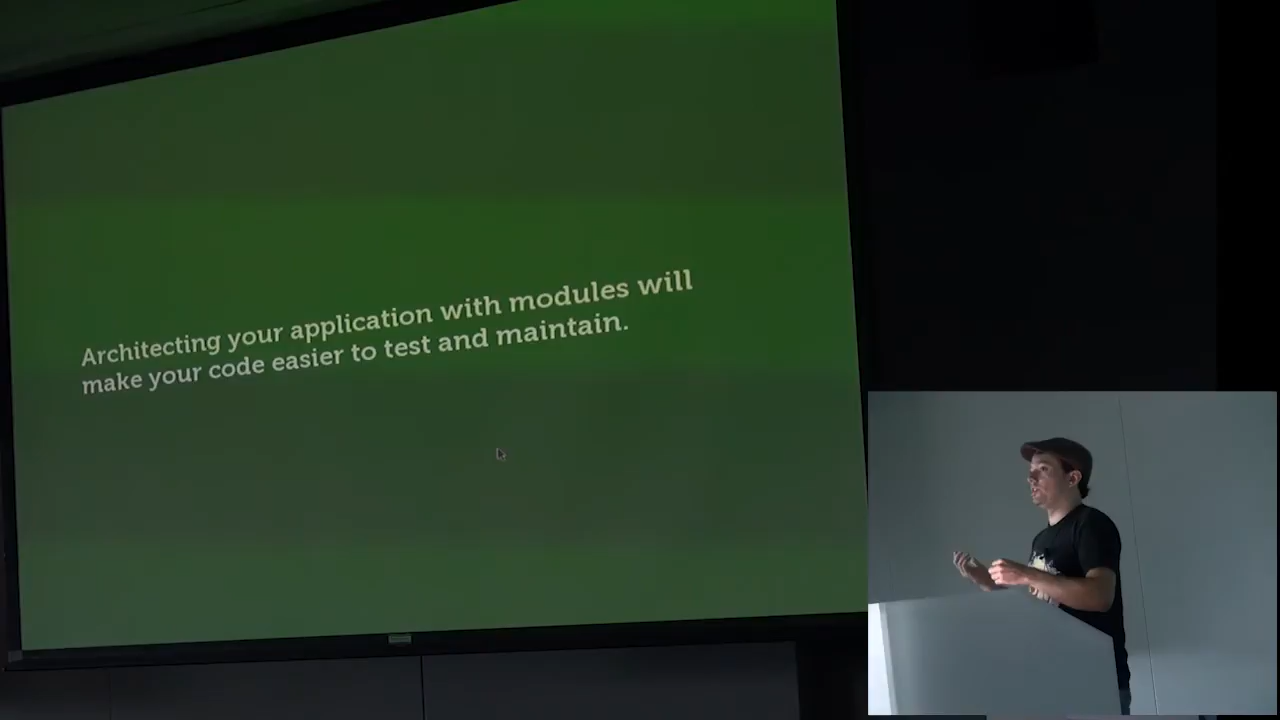 Architecting your application with modules will
make your code easier to test and maintain.